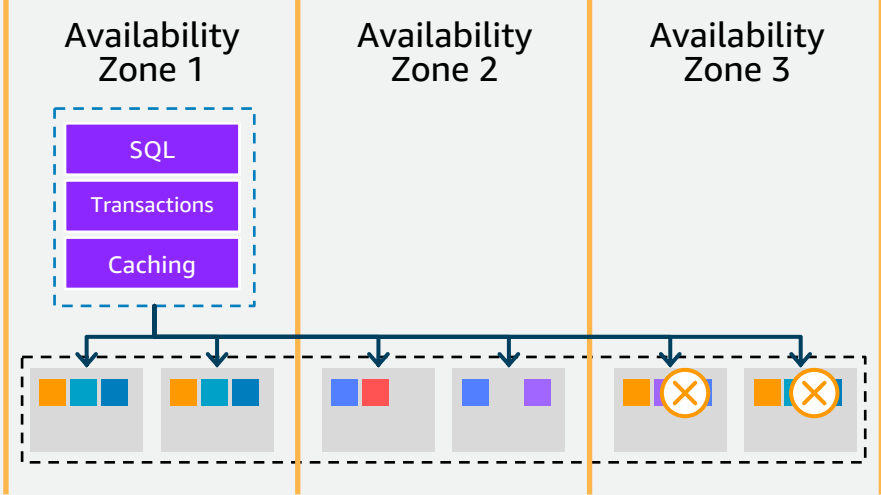 Availability
Zone 1
Availability
Zone 2
Availability
Zone 3
SQL
Transactions
Caching